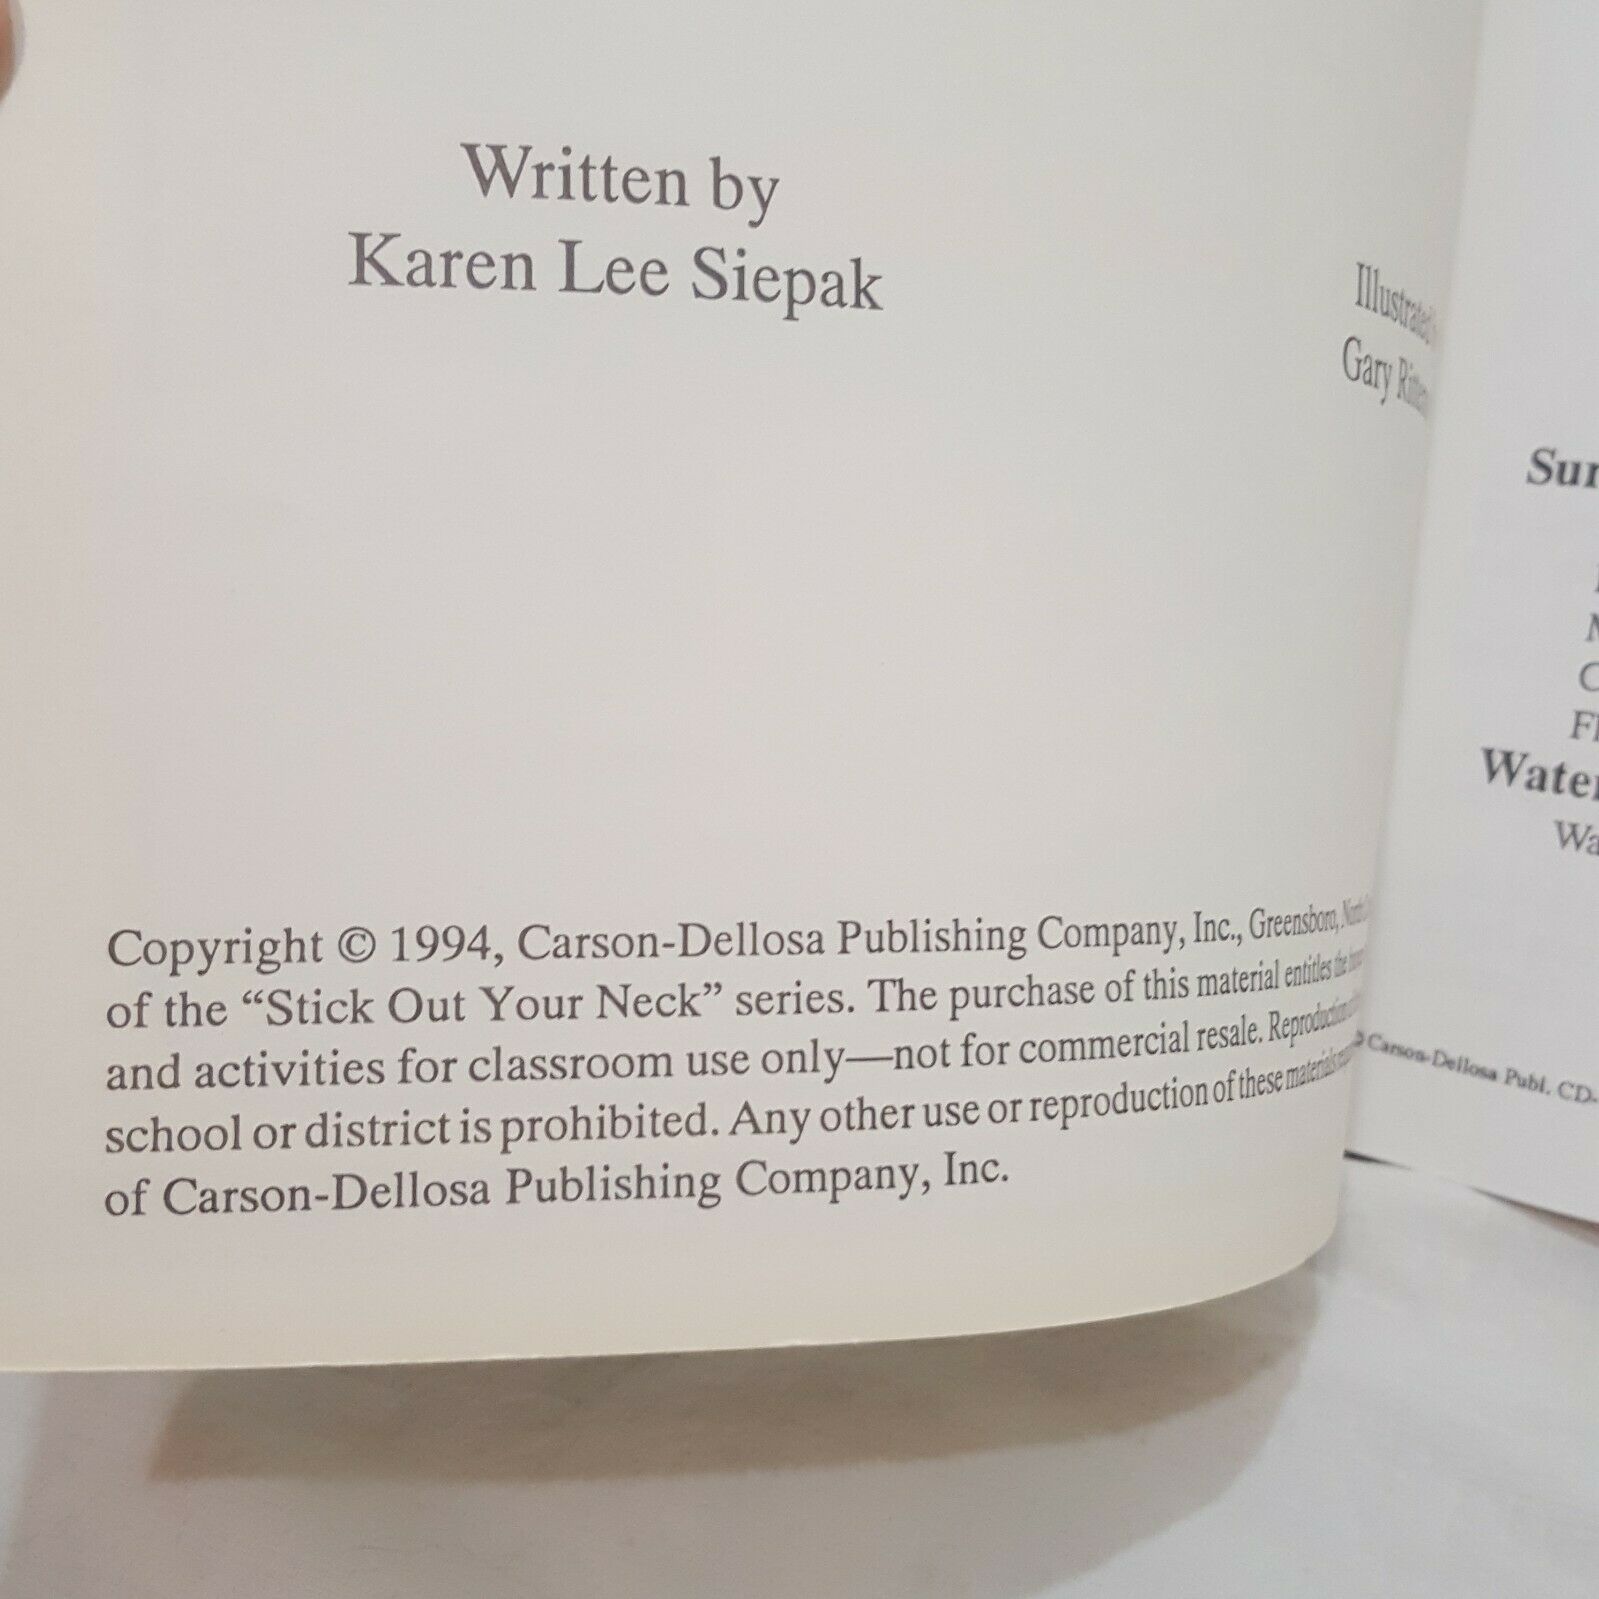 Written by
Karen Lee Siepak
Illustrated
Gary
Copyright © 1994, Carson-Dellosa Publishing Company, Inc., Greensboro, North
of the “Stick Out Your Neck” series. The purchase of this material entitles the
and activities for classroom use only—not for commercial resale. Reproduction
school or district is prohibited. Any other use or reproduction of these materials
of Carson-Dellosa Publishing Company, Inc.
Water
© Carson-Dellosa Publ. CD-